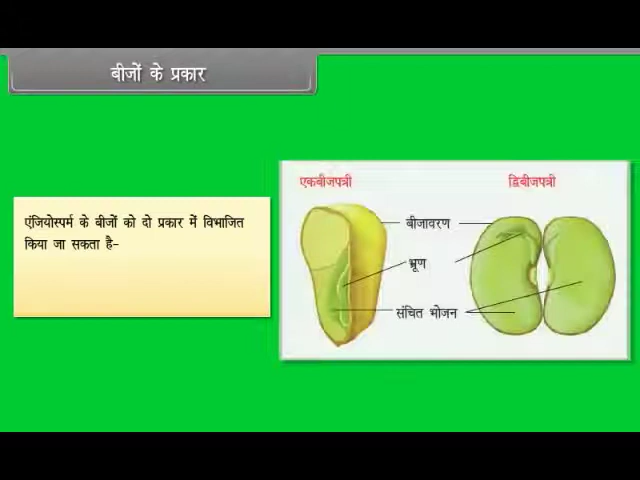 बीजों के प्रकार
एंजियोस्पर्म के बीजों को दो प्रकार में विभाजित
किया जा सकता है-
एकबीजपत्री
द्विबीजपत्री
बीजावरण
भ्रूण
संचित भोजन